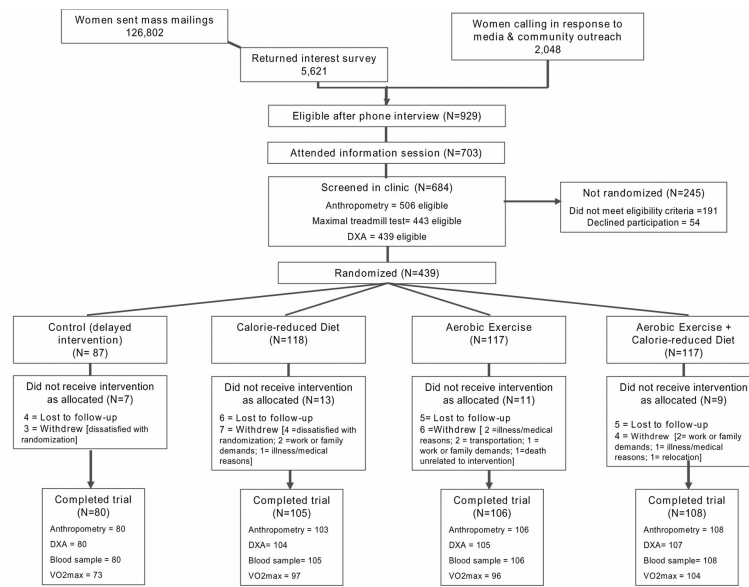 Women sent mass mailings
126,802
Women calling in response to
media & community outreach
2,048
Returned interest survey
5,621
Eligible after phone interview (N=929)
Attended information session (N=703)
Screened in clinic (N=684)
Anthropometry = 506 eligible
Maximal treadmill test= 443 eligible
DXA = 439 eligible
Not randomized (N=245)
Did not meet eligibility criteria =191
Declined participation = 54
Randomized (N=439)
Control (delayed
intervention)
(N= 87)
Calorie-reduced Diet
(N=118)
Aerobic Exercise
(N=117)
Aerobic Exercise +
Calorie-reduced Diet
(N=117)
Did not receive intervention
as allocated (N=7)
4 = Lost to follow-up
3 = Withdrew [dissatisfied with
randomization]
Did not receive intervention
as allocated (N=13)
6 = Lost to follow-up
7 = Withdrew [4 =dissatisfied with
randomization; 2 =work or family
demands; 1= illness/medical
reasons]
Did not receive intervention
as allocated (N=11)
5= Lost to follow-up
6 =Withdrew [ 2 =illness/medical
reasons; 2 = transportation; 1 =
work or family demands; 1=death
unrelated to intervention]
Did not receive intervention
as allocated (N=9)
5 = Lost to follow-up
4 = Withdrew [2= work or family
demands; 1= illness/medical
reasons; 1= relocation]
Completed trial
(N=80)
Anthropometry = 80
DXA = 80
Blood sample = 80
VO2max = 73
Completed trial
(N=105)
Anthropometry = 103
DXA= 104
Blood sample= 105
VO2max = 97
Completed trial
(N=106)
Anthropometry = 106
DXA = 105
Blood sample = 106
VO2max = 96
Completed trial
(N=108)
Anthropometry = 108
DXA= 107
Blood sample = 108
VO2max = 104